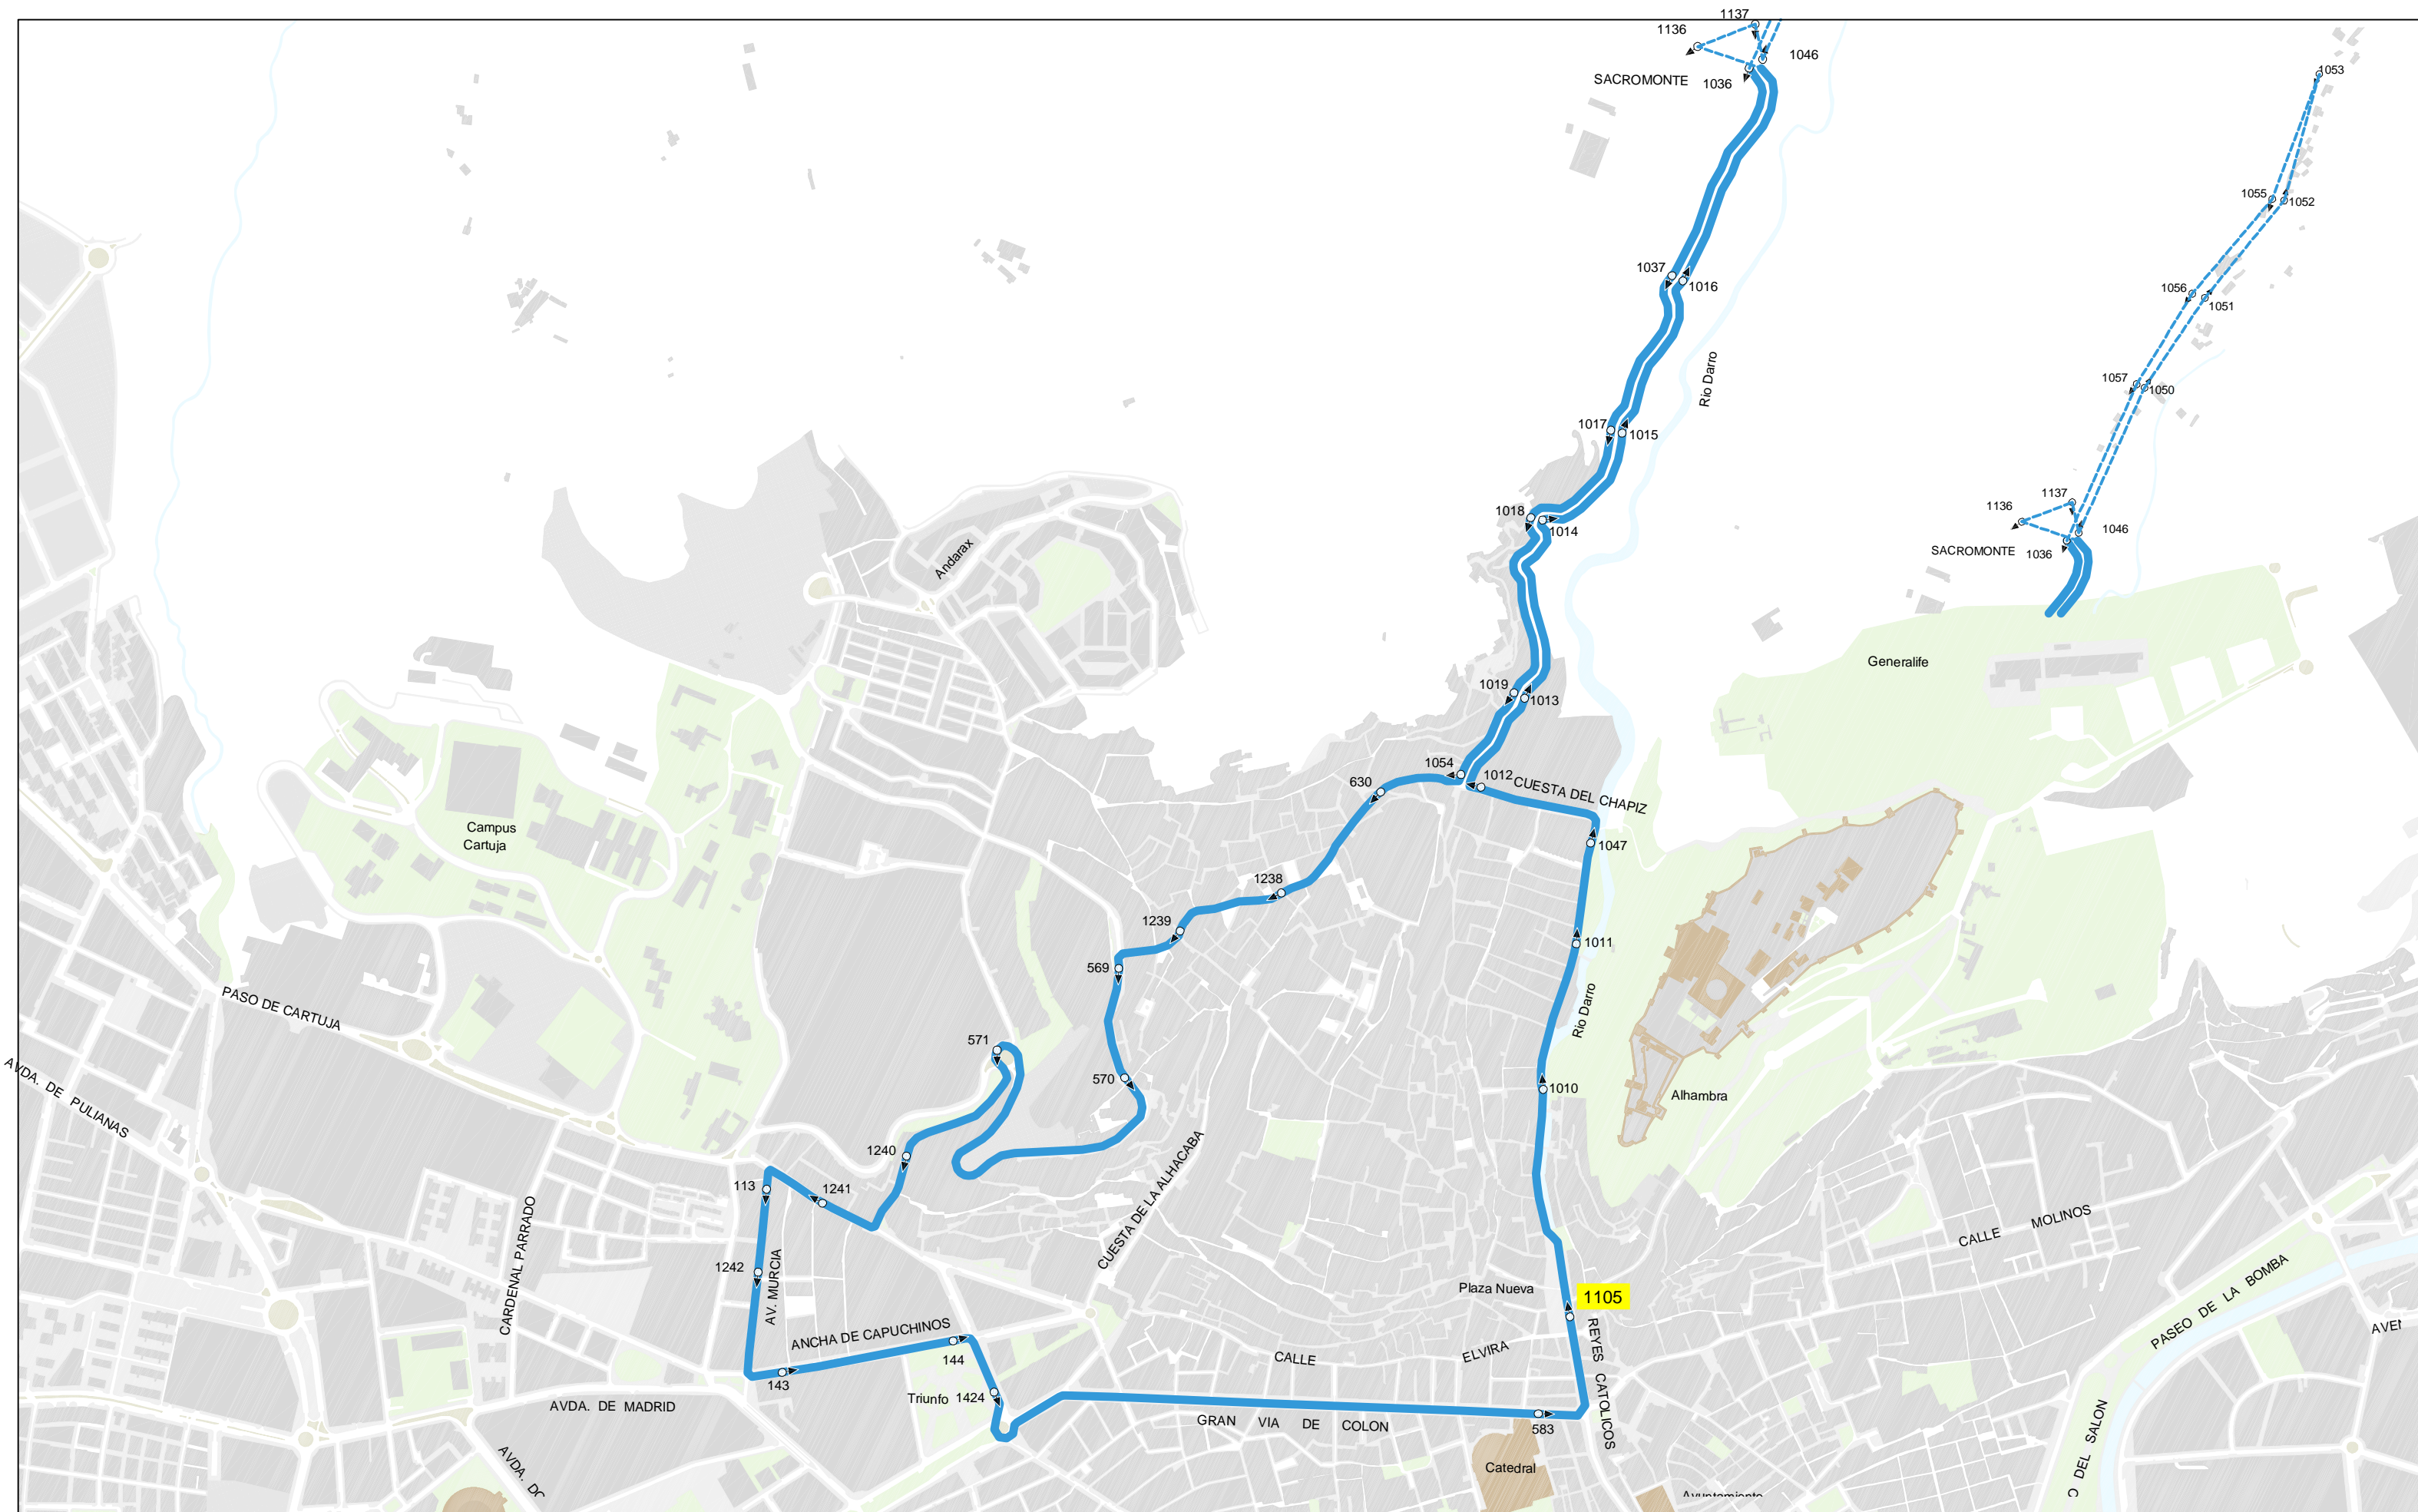 1137
1136
1046
SACROMONTE 1036
1053
1055
1052
1037
1016
1056
1051
Rio Darro
1057
1050
1017
1015
1018
1014
1137
1136
1046
SACROMONTE 1036
Andarax
Generalife
1019
1013
1054
1012
CUESTA DEL CHAPIZ
630
Campus
Cartuja
1047
1238
1239
1011
569
PASO DE CARTUJA
Rio Darro
571
570
1010
AVDA. DE PULIANAS
Alhambra
1240
CUESTA DE LA ALHACABA
113
1241
CARDENAL PARRADO
CALLE MOLINOS
1242
AV. MURCIA
Plaza Nueva
1105
PASEO DE LA BOMBA
ANCHA DE CAPUCHINOS
144
CALLE ELVIRA
REYES CATOLICOS
143
Triunfo 1424
AVDA. DE MADRID
GRAN VIA DE COLON
583
DEL SALON
Catedral
AVDA.